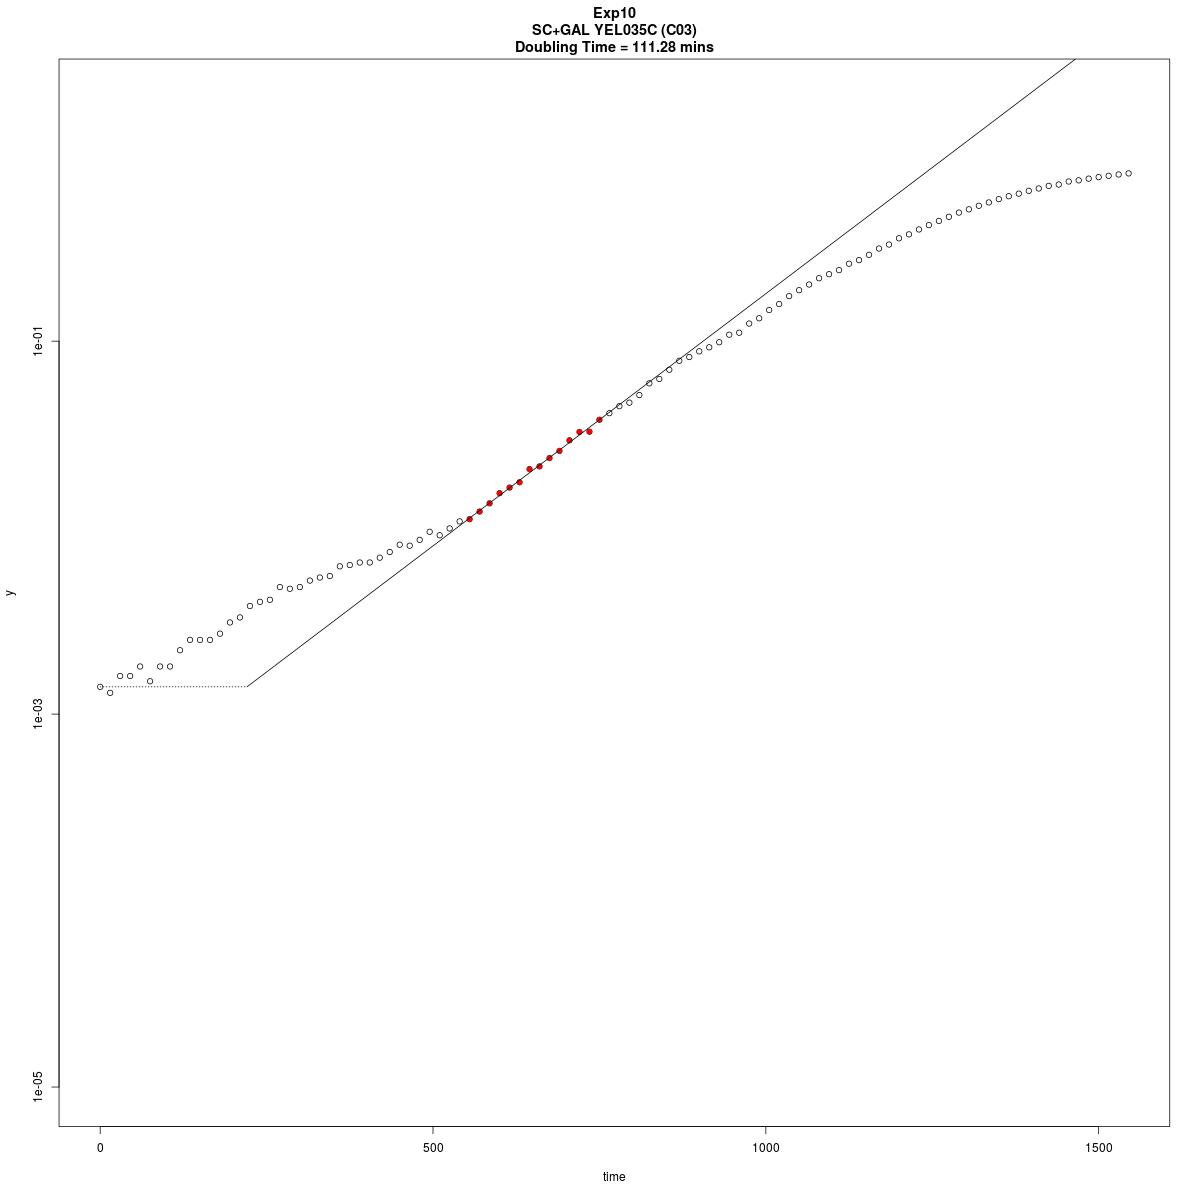 Exp10
SC+GAL YEL035C (C03)
Doubling Time = 111.28 mins
1e-01
1e-03
1e-05
y
0
500
1000
1500
time